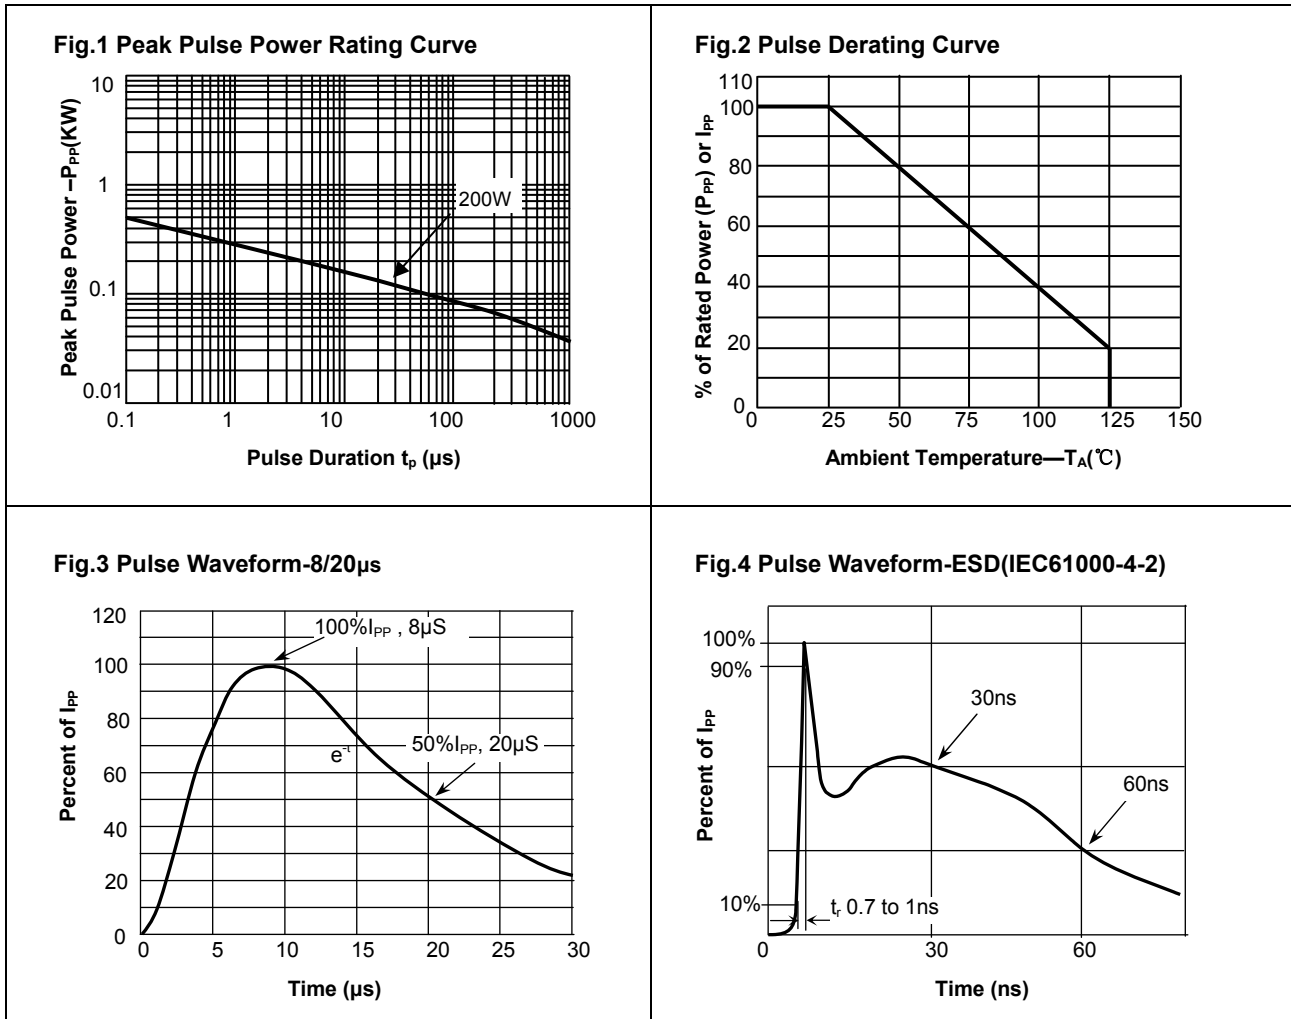 Fig.1 Peak Pulse Power Rating Curve
Peak Pulse Power –PPP(KW)
10
1
0.1
0.01
200W
0.1 1 10 100 1000
Pulse Duration tp (µs)
Fig.2 Pulse Derating Curve
% of Rated Power (PPP) or IPP
110
100
80
60
40
20
0
0 25 50 75 100 125 150
Ambient Temperature—TA(℃)
Fig.3 Pulse Waveform-8/20µs
Percent of IPP
120
100
80
60
40
20
0
100%IPP , 8µS
e-t
50%IPP, 20µS
0 5 10 15 20 25 30
Time (µs)
Fig.4 Pulse Waveform-ESD(IEC61000-4-2)
Percent of IPP
100%
90%
10%
30ns
60ns
tr 0.7 to 1ns
0 30 60
Time (ns)